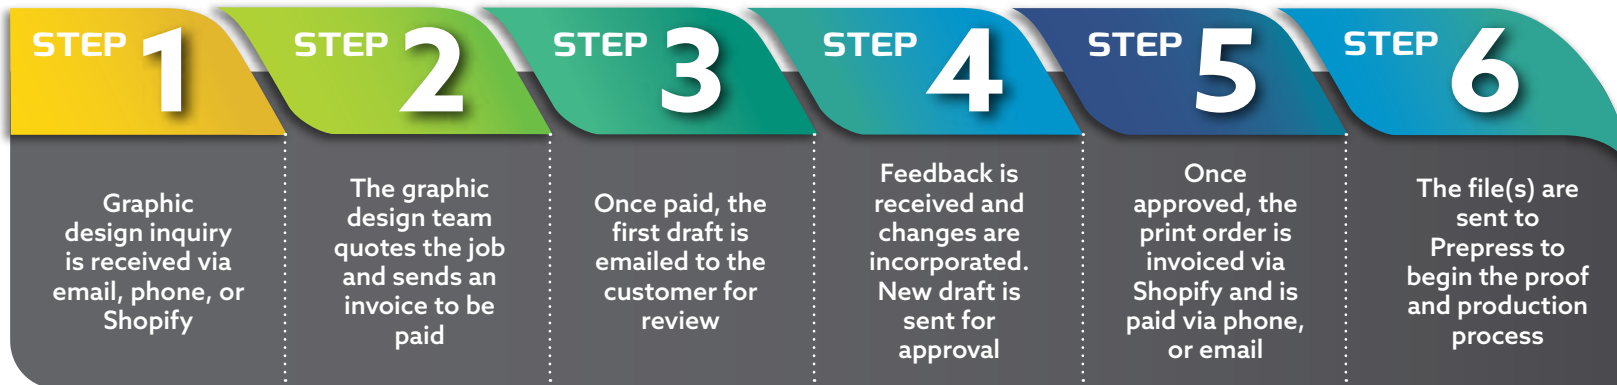 STEP 1
Graphic
design inquiry
is received via
email, phone, or
Shopify
STEP 2
The graphic
design team
quotes the job
and sends an
invoice to be
paid
STEP 3
Once paid, the
first draft is
emailed to the
customer for
review
STEP 4
Feedback is
received and
changes are
incorporated.
New draft is
sent for
approval
STEP 5
Once
approved, the
print order is
invoiced via
Shopify and is
paid via phone,
or email
STEP 6
The file(s) are
sent to
Prepress to
begin the proof
and production
process